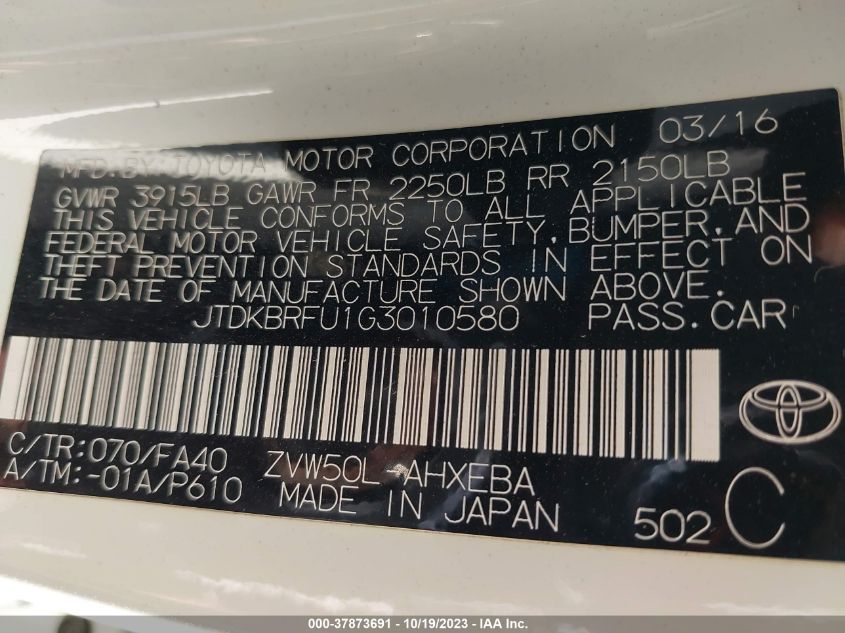 MFD.BY: TOYOTA MOTOR CORPORATION 03/16
GVWR 3915LB GAWR FR 2250LB RR 2150LB
THIS VEHICLE CONFORMS TO ALL APPLICABLE
FEDERAL MOTOR VEHICLE SAFETY, BUMPER, AND
THEFT PREVENTION STANDARDS IN EFFECT ON
THE DATE OF MANUFACTURE SHOWN ABOVE.
JTDKBRFU1G3010580 PASS.CAR
C/TR:070/FA40 ZVW50L-AHXEBA
A/TM:-01A/P610 MADE IN JAPAN 502 C
000-37873691 - 10/19/2023 - IAA Inc.